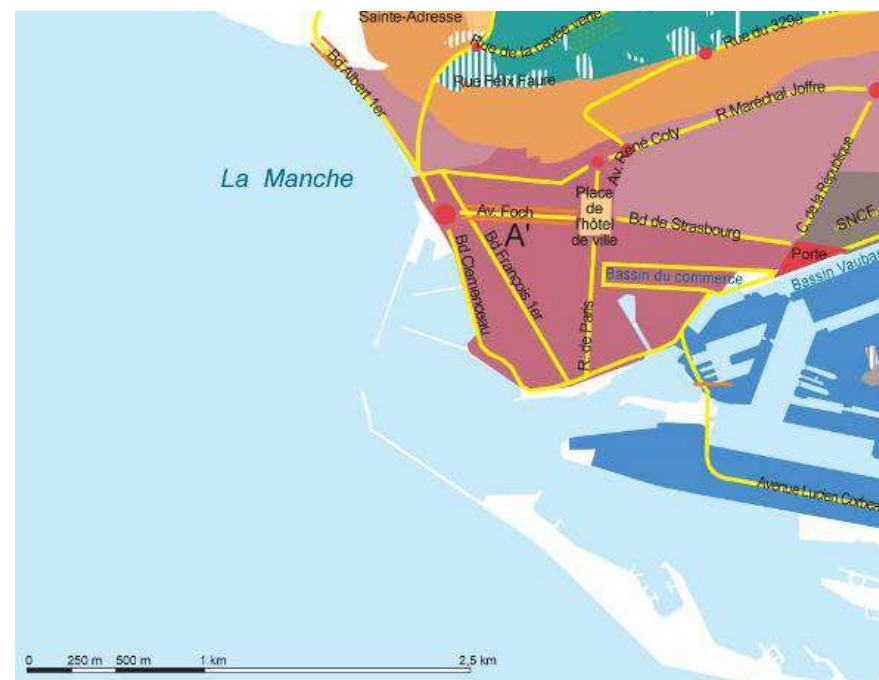 Sainte-Adresse
Rue de la cavée verte
Rue du 329è
Bd Albert 1er
Rue Félix Faure
R.Maréchal Joffre
Av. René Coty
C. de la République
La Manche
Place
de
l'hôtel
de ville
Av. Foch
A'
Bd de Strasbourg
SNCF
Porte
Bd Clemenceau
Bd François 1er
Bassin du commerce
Bassin Vauban
R. de Paris
Avenue Lucien Corbea
0 250 m 500 m 1 km 2,5 km